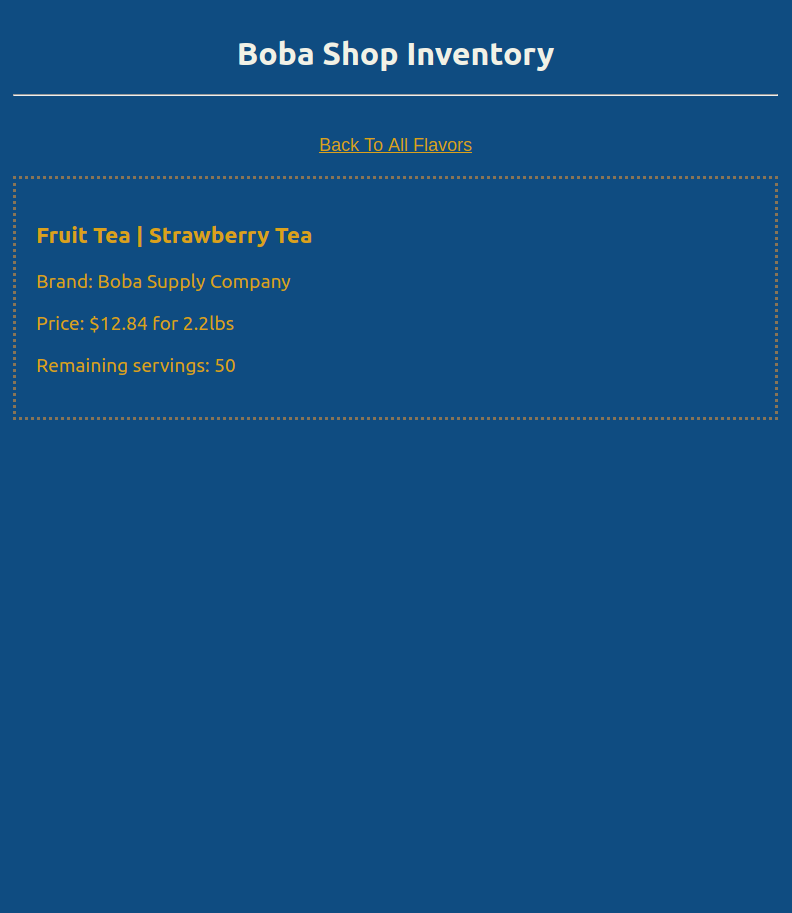 Boba Shop Inventory
Back To All Flavors
Fruit Tea | Strawberry Tea
Brand: Boba Supply Company
Price: $12.84 for 2.2lbs
Remaining servings: 50